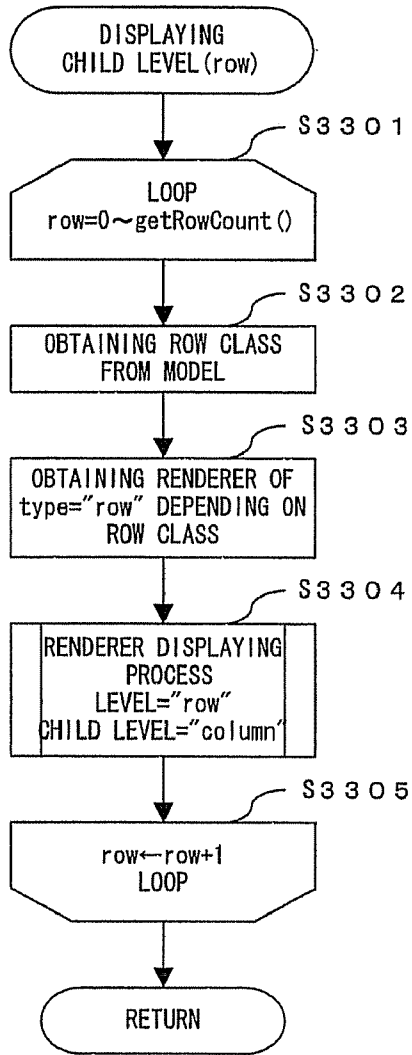 DISPLAYING
CHILD LEVEL(row)
S3301
LOOP
row=0～getRowCount()
S3302
OBTAINING ROW CLASS
FROM MODEL
S3303
OBTAINING RENDERER OF
type="row" DEPENDING ON
ROW CLASS
S3304
RENDERER DISPLAYING
PROCESS
LEVEL="row"
CHILD LEVEL="column"
S3305
row←row+1
LOOP
RETURN